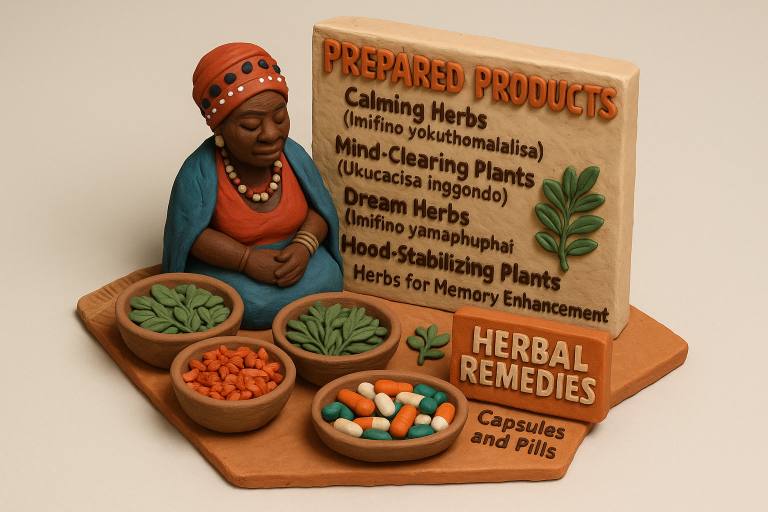 PREPARED PRODUCTS
Calming Herbs
(Imifino yokuthomalalisa)
Mind-Clearing Plants
(Ukucacisa inggondo)
Dream Herbs
(Imifino yamaphuphai
Hood-Stabilizing Plants
Herbs for Memory Enhancement
HERBAL
REMEDIES
Capsules
and Pills